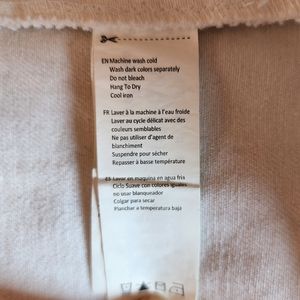 EN Machine wash cold
Wash dark colors separately
Do not bleach
Hang To Dry
Cool iron
FR Laver à la machine à l'eau froide
Laver au cycle délicat avec des
couleurs semblables
Ne pas utiliser d'agent de
blanchiment
Suspendre pour sécher
Repasser à basse température
ES Lavar en maquina en agua fria
Ciclo Suave con colores iguales
no usar blanqueador
Colgar para secar
Planchar a temperatura baja